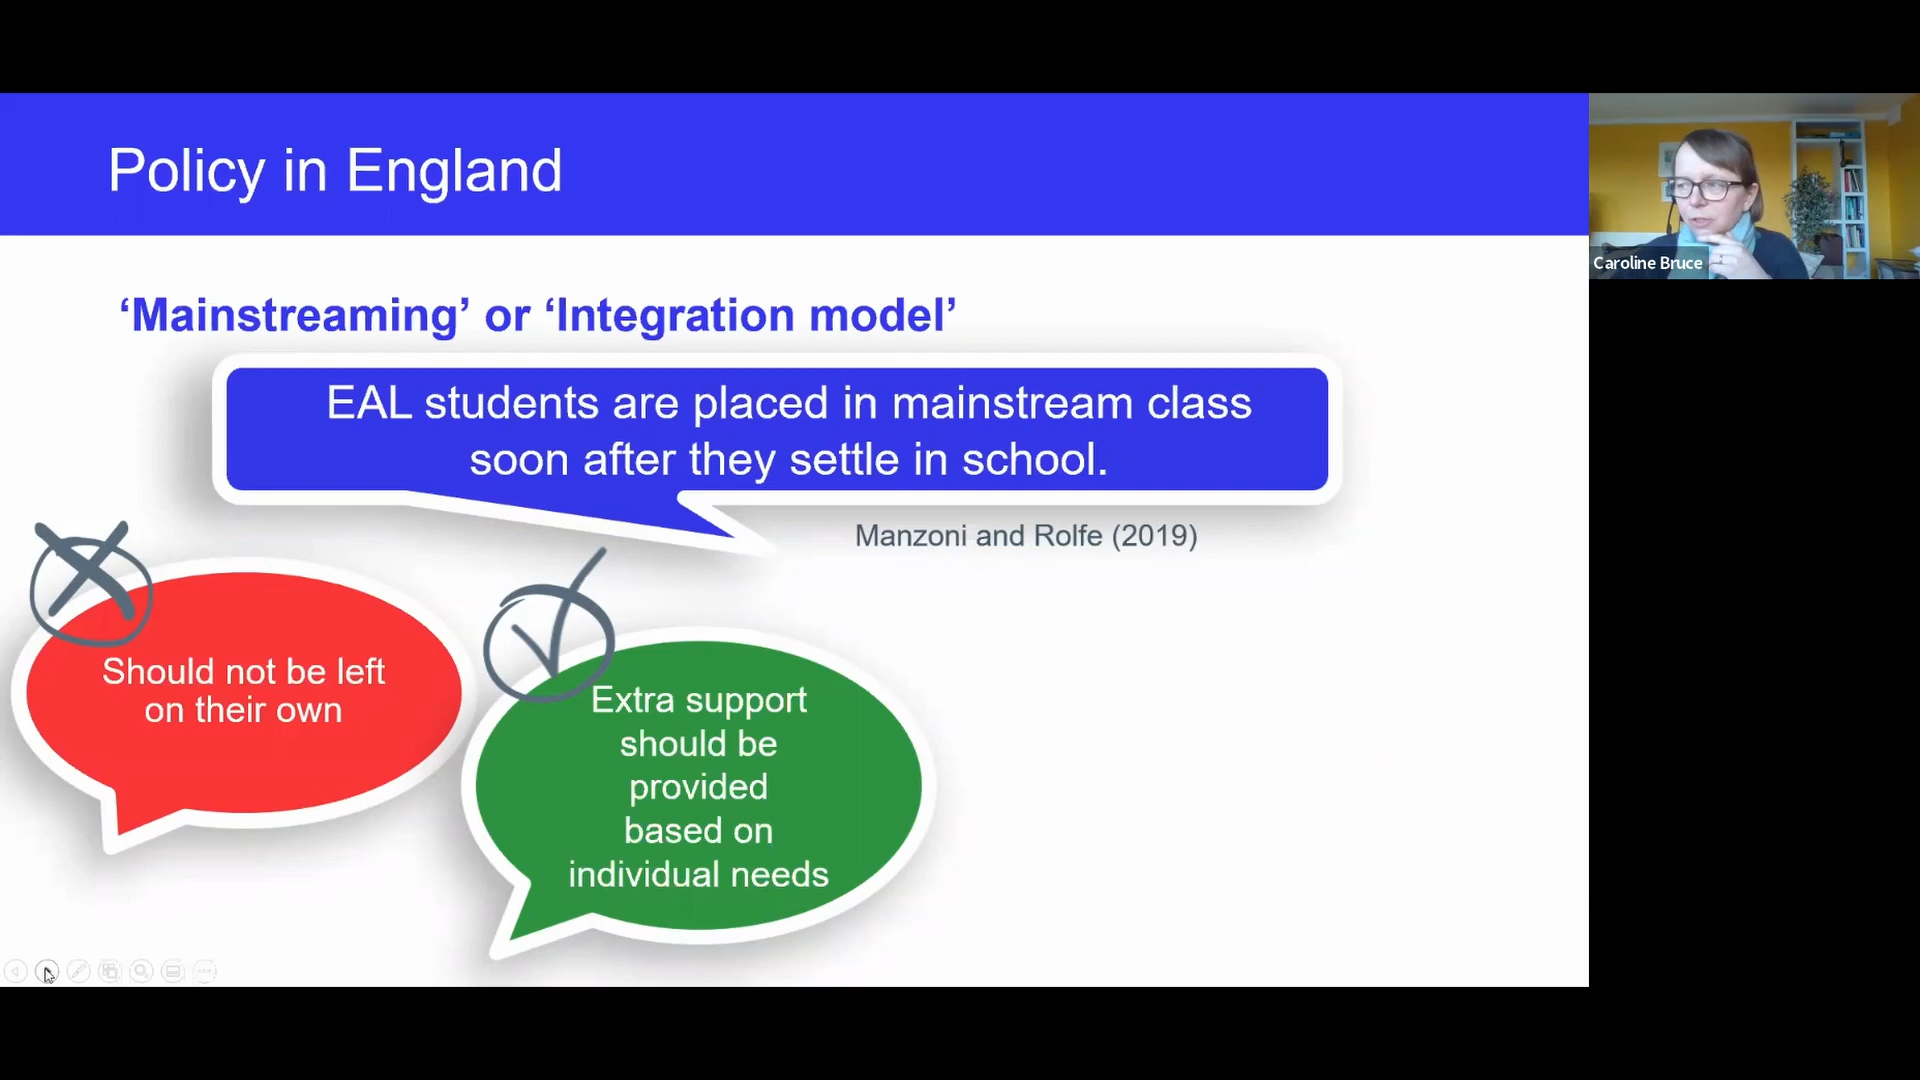 Policy in England
Caroline Bruce
‘Mainstreaming’ or ‘Integration model’
EAL students are placed in mainstream class
soon after they settle in school.
Manzoni and Rolfe (2019)
Should not be left
on their own
Extra support
should be
provided
based on
individual needs